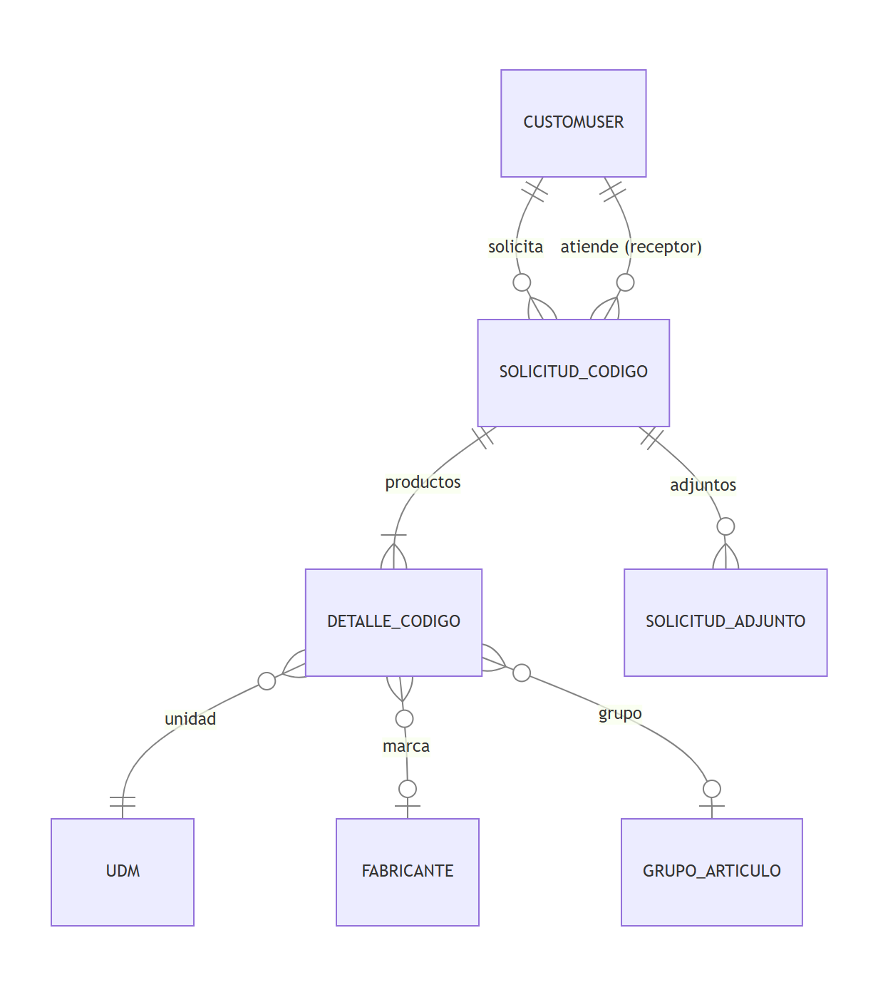 CUSTOMUSER
solicita
atiende (receptor)
SOLICITUD_CODIGO
productos
adjuntos
DETALLE_CODIGO
SOLICITUD_ADJUNTO
unidad
marca
grupo
UDM
FABRICANTE
GRUPO_ARTICULO